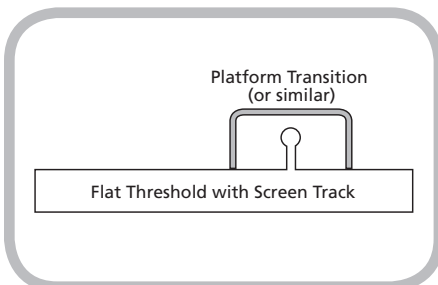 Platform Transition
(or similar)
Flat Threshold with Screen Track